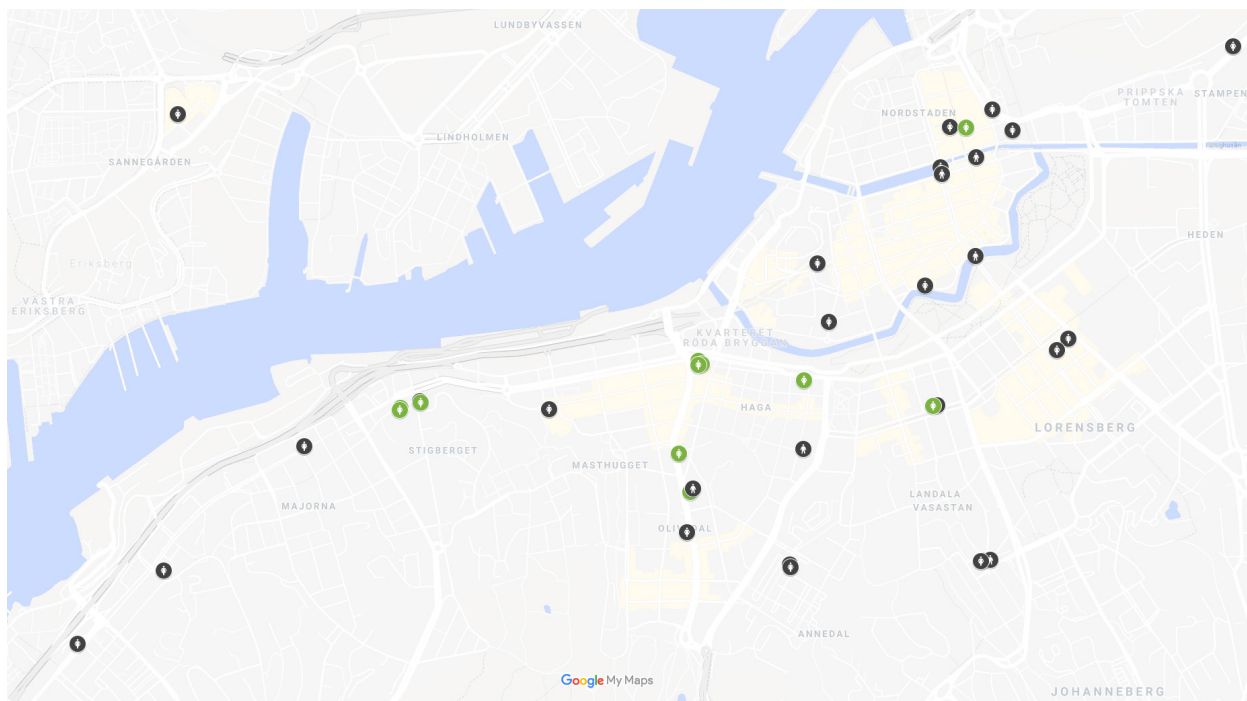 LUNDBYVASSEN
PRIPPSKA
TOMTEN
STAMPEN
NORDSTADEN
LINDHOLMEN
SANNEGÅRDEN
HEDEN
Eriksberg
VÄSTRA
ERIKSBERG
KVARTERET
RÖDA BRYGGAN
HAGA
LORENSBERG
STIGBERGET
MASTHUGGET
LANDALA
VASASTAN
MAJORNA
OLIVEDAL
ANNEDAL
Google My Maps
JOHANNEBERG